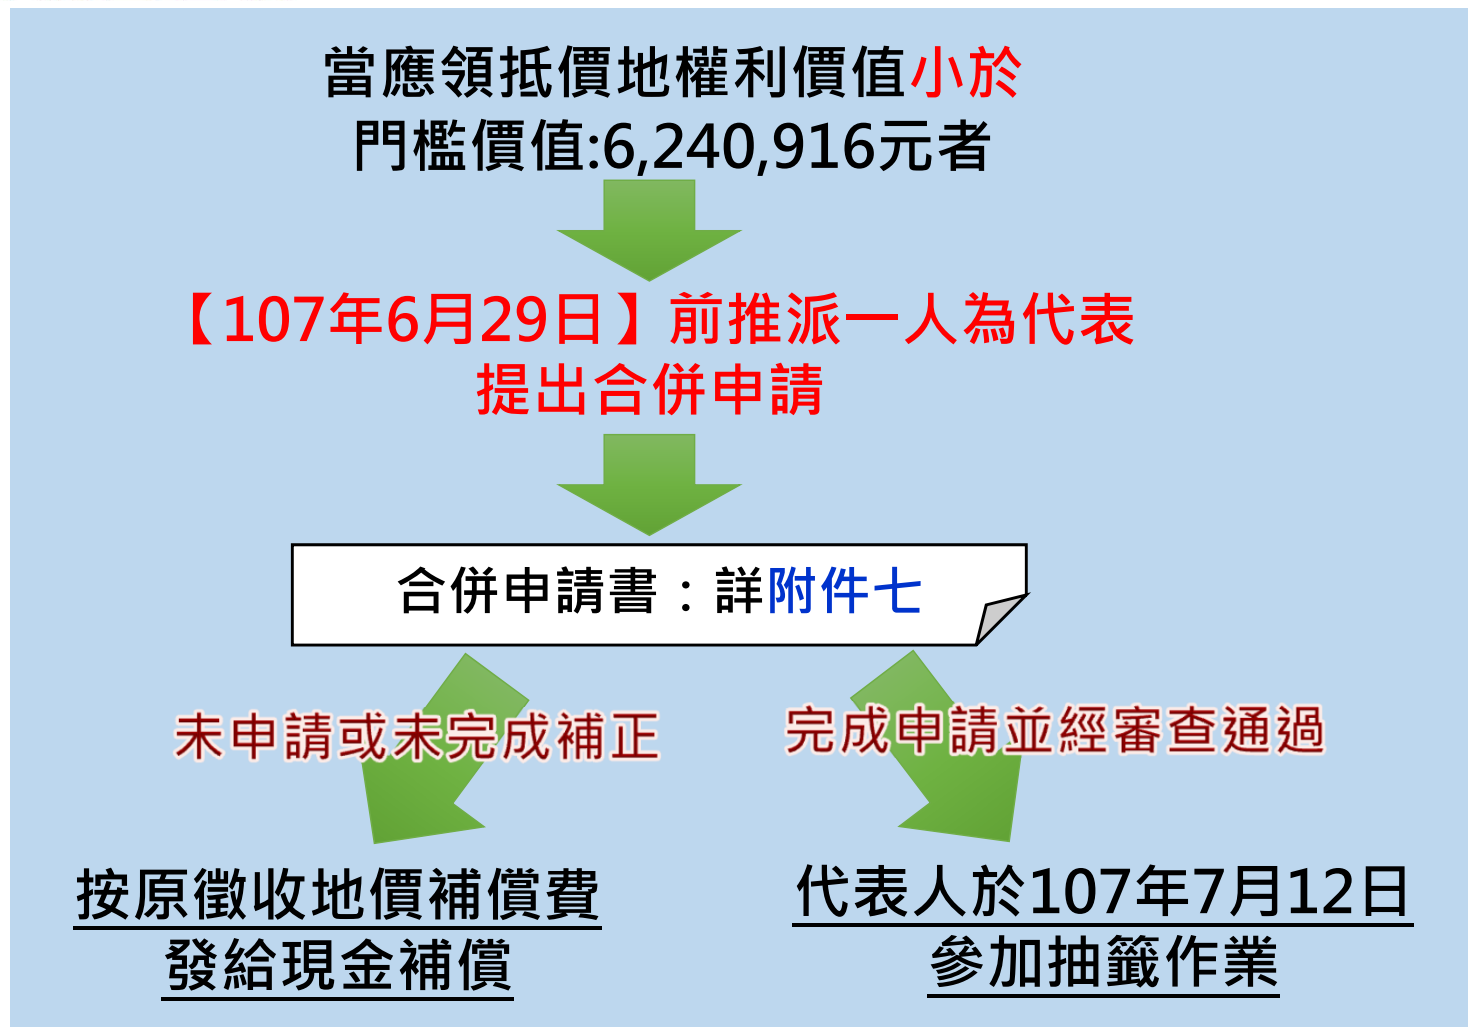 當應領抵價地權利價值小於
門檻價值:6,240,916元者
【107年6月29日】前推派一人為代表
提出合併申請
合併申請書：詳附件七
未申請或未完成補正
完成申請並經審查通過
按原徵收地價補償費
發給現金補償
代表人於107年7月12日
參加抽籤作業